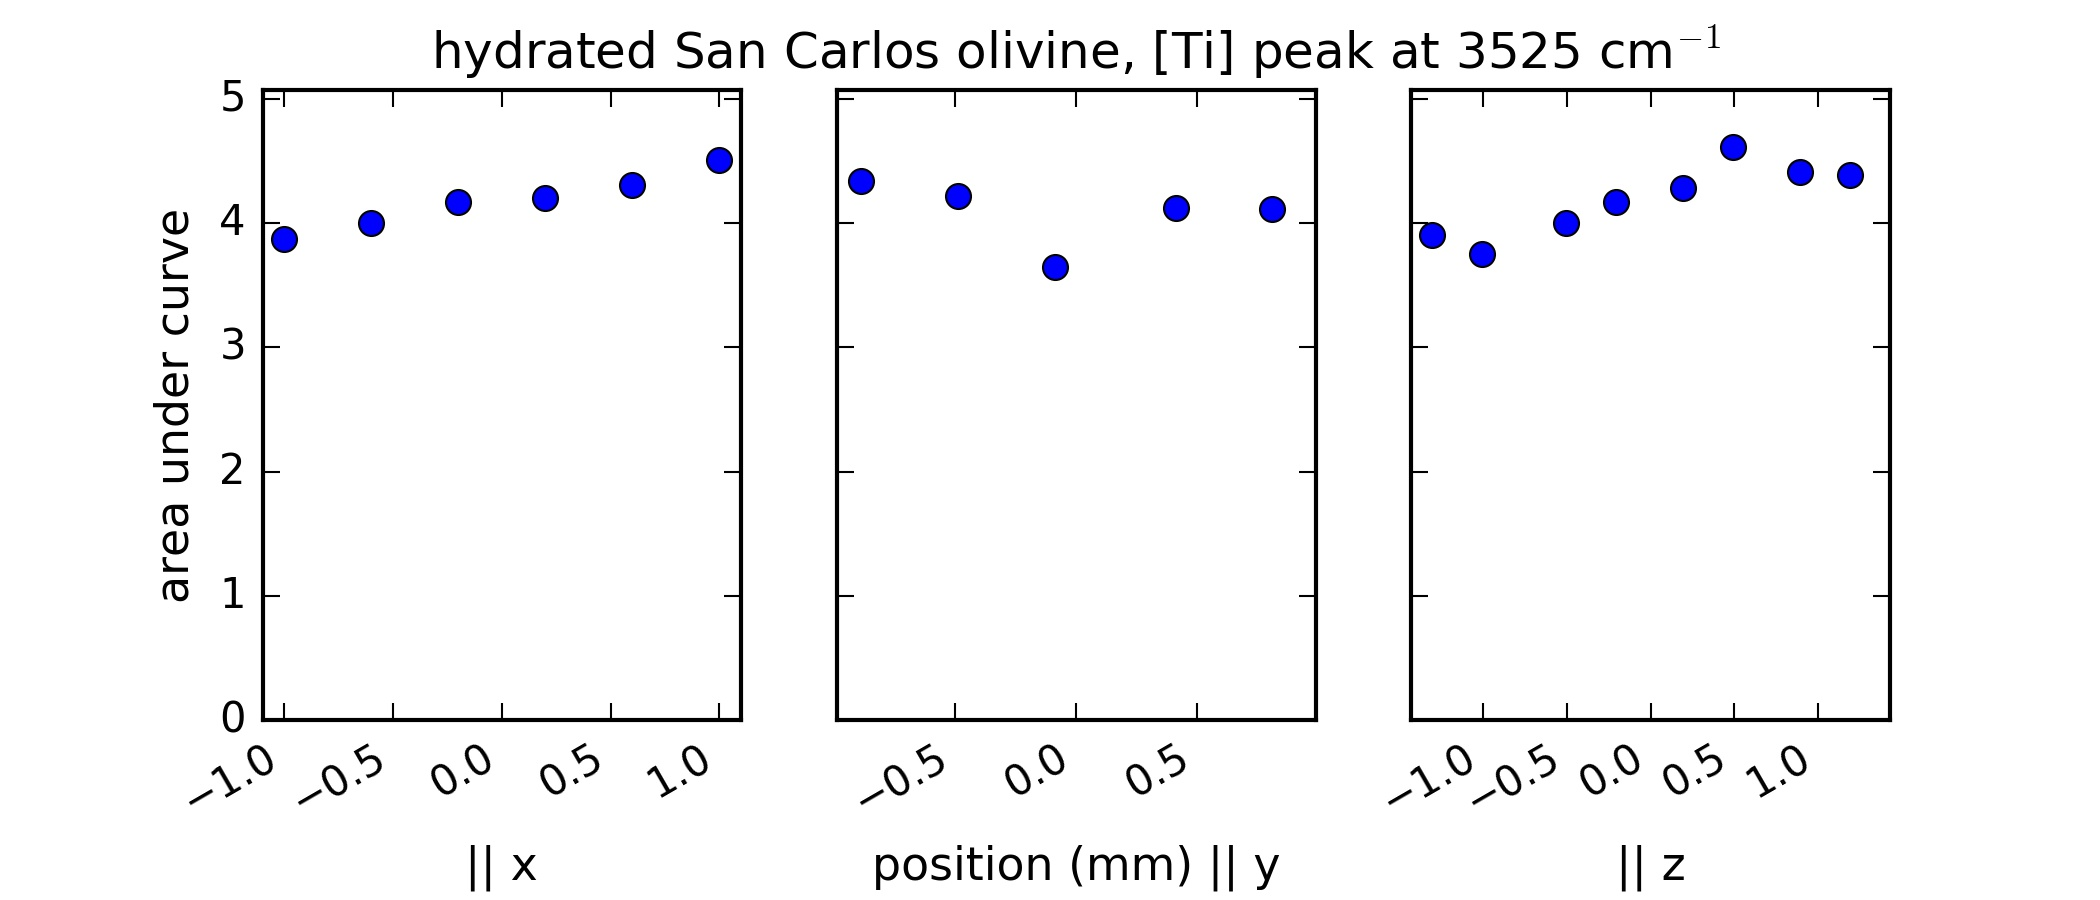 hydrated San Carlos olivine, [Ti] peak at 3525 cm⁻¹
area under curve
5
4
3
2
1
0
−1.0 −0.5 0.0 0.5 1.0
−0.5 0.0 0.5
−1.0 −0.5 0.0 0.5 1.0
|| x
position (mm) || y
|| z